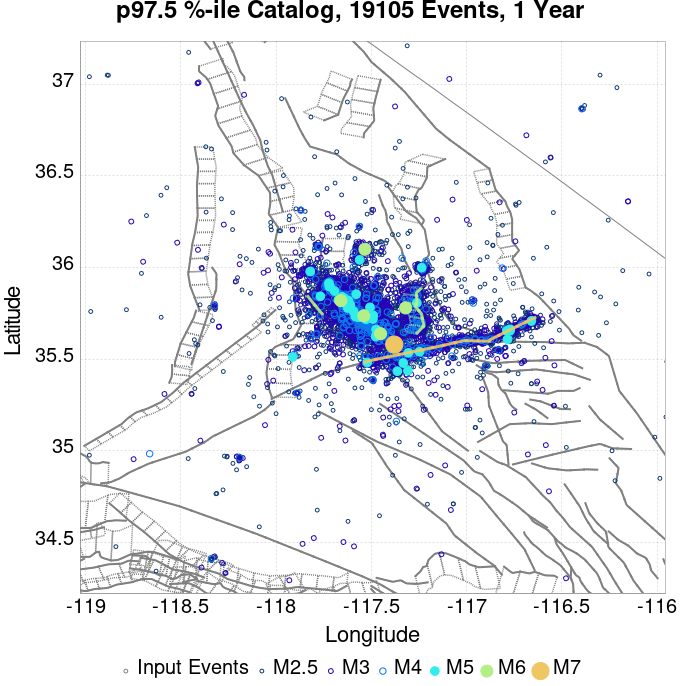 p97.5 %-ile Catalog, 19105 Events, 1 Year
37
36.5
36
35.5
35
34.5
Latitude
-119 -118.5 -118 -117.5 -117 -116.5 -116
Longitude
Input Events M2.5 M3 M4 M5 M6 M7